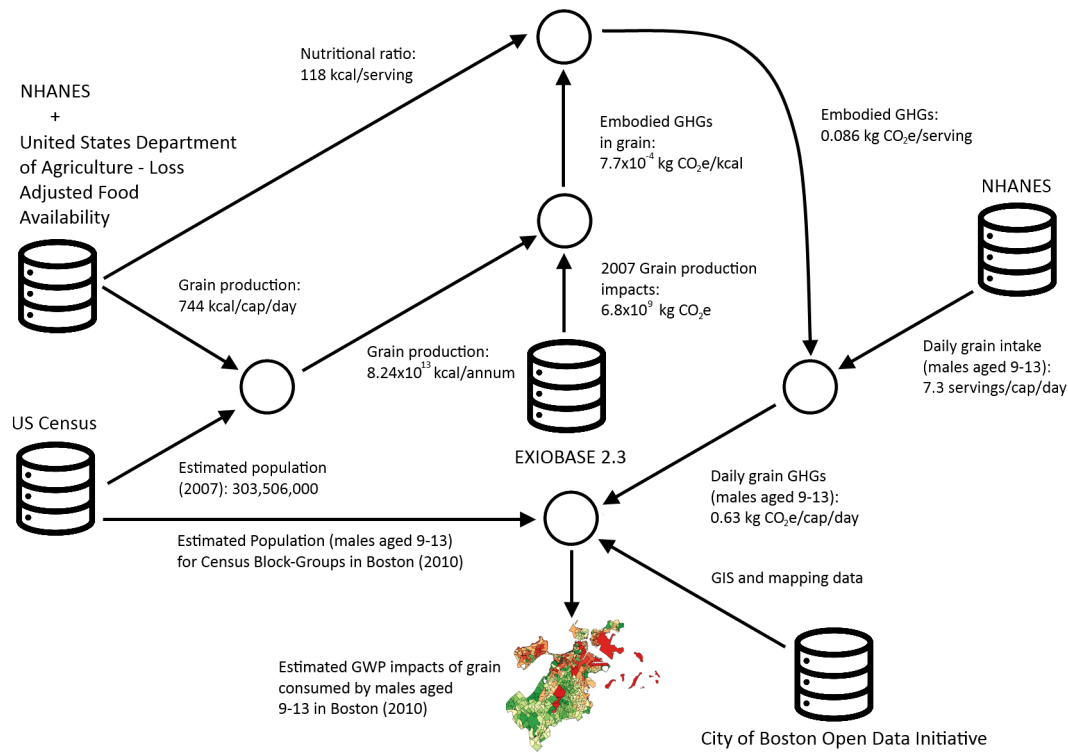 Nutritional ratio:
118 kcal/serving
NHANES
+
United States Department
of Agriculture - Loss
Adjusted Food
Availability
Embodied GHGs
in grain:
7.7x10⁻⁴ kg CO₂e/kcal
Embodied GHGs:
0.086 kg CO₂e/serving
NHANES
Grain production:
744 kcal/cap/day
2007 Grain production
impacts:
6.8x10⁹ kg CO₂e
Grain production:
8.24x10¹³ kcal/annum
Daily grain intake
(males aged 9-13):
7.3 servings/cap/day
US Census
EXIOBASE 2.3
Estimated population
(2007): 303,506,000
Daily grain GHGs
(males aged 9-13):
0.63 kg CO₂e/cap/day
Estimated Population (males aged 9-13)
for Census Block-Groups in Boston (2010)
GIS and mapping data
Estimated GWP impacts of grain
consumed by males aged
9-13 in Boston (2010)
City of Boston Open Data Initiative